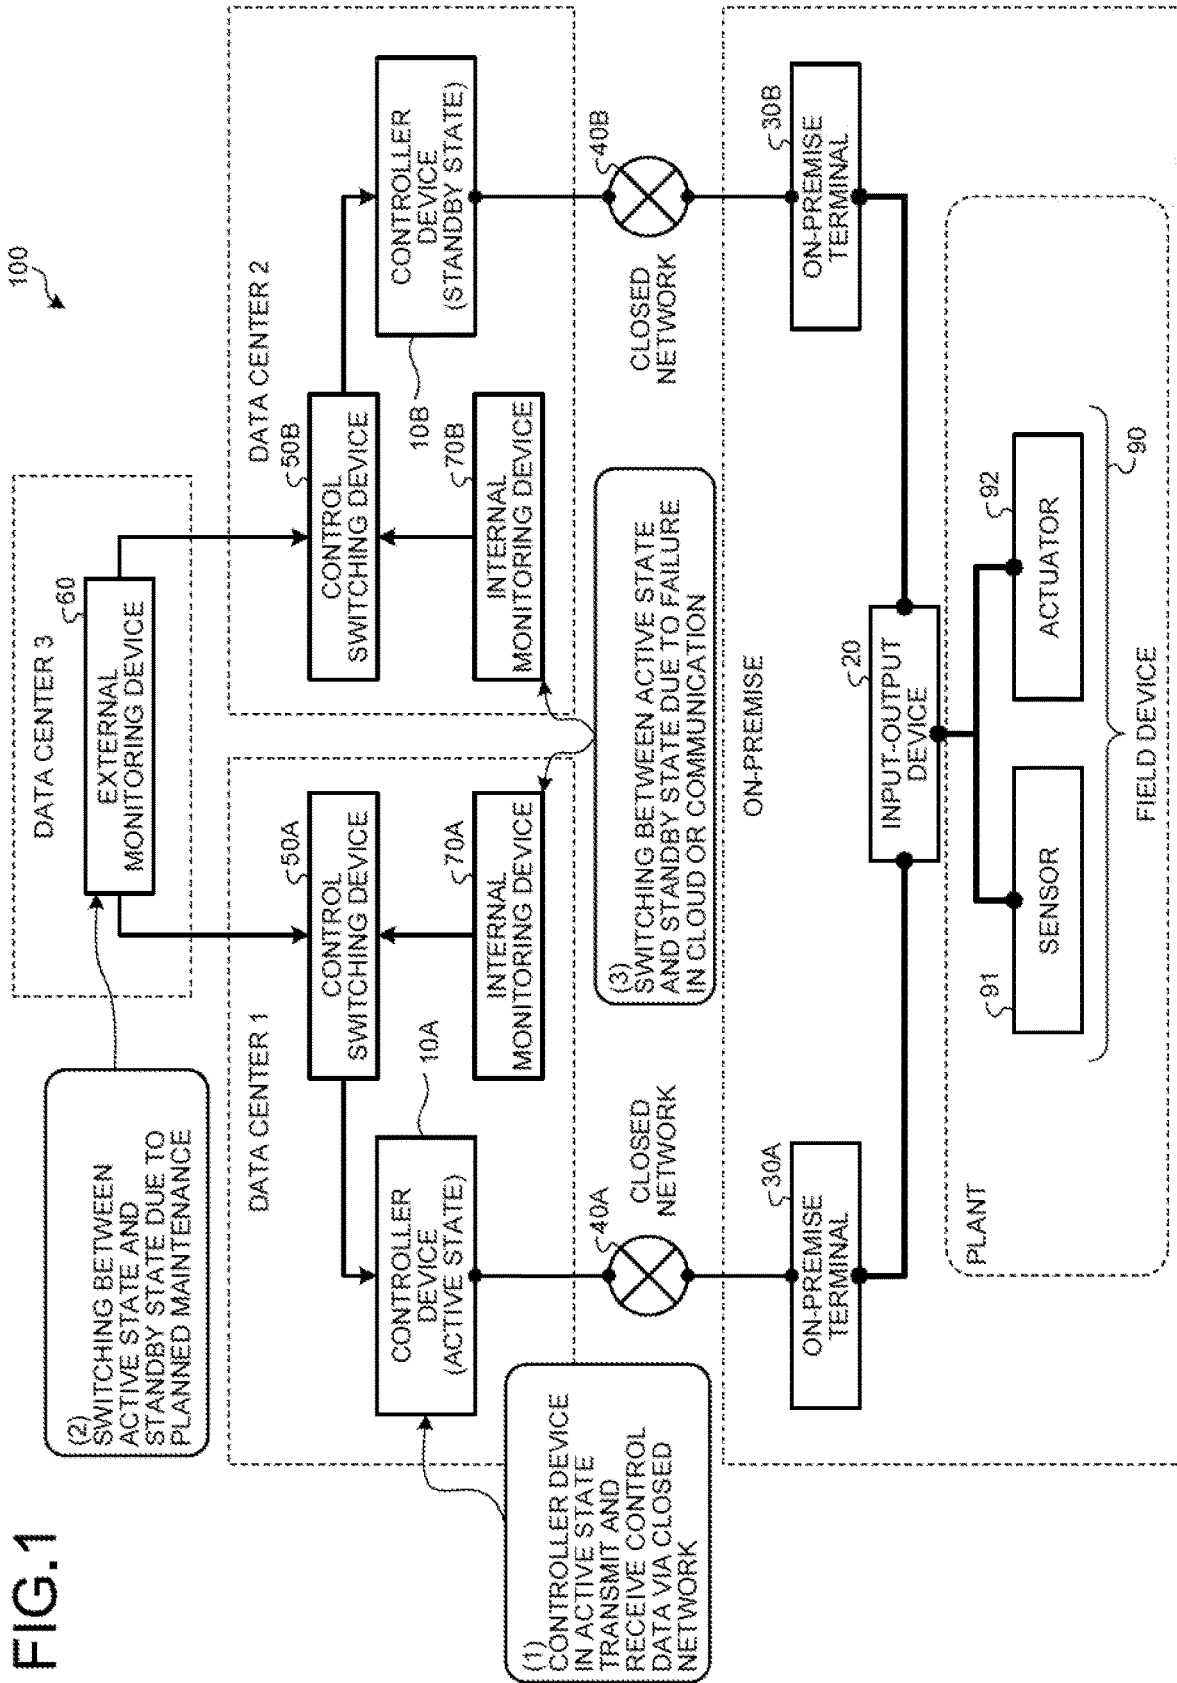 FIG.1
100
(2)
SWITCHING BETWEEN
ACTIVE STATE AND
STANDBY STATE DUE TO
PLANNED MAINTENANCE
DATA CENTER 3
60
EXTERNAL
MONITORING DEVICE
DATA CENTER 1
50A
CONTROL
SWITCHING DEVICE
10A
CONTROLLER
DEVICE
(ACTIVE STATE)
70A
INTERNAL
MONITORING DEVICE
DATA CENTER 2
50B
CONTROL
SWITCHING DEVICE
10B
CONTROLLER
DEVICE
(STANDBY STATE)
70B
INTERNAL
MONITORING DEVICE
(1)
CONTROLLER DEVICE
IN ACTIVE STATE
TRANSMIT AND
RECEIVE CONTROL
DATA VIA CLOSED
NETWORK
40A
CLOSED
NETWORK
(3)
SWITCHING BETWEEN ACTIVE STATE
AND STANDBY STATE DUE TO FAILURE
IN CLOUD OR COMMUNICATION
CLOSED
NETWORK
40B
ON-PREMISE
30A
ON-PREMISE
TERMINAL
20
INPUT-OUTPUT
DEVICE
30B
ON-PREMISE
TERMINAL
PLANT
91
SENSOR
92
ACTUATOR
90
FIELD DEVICE